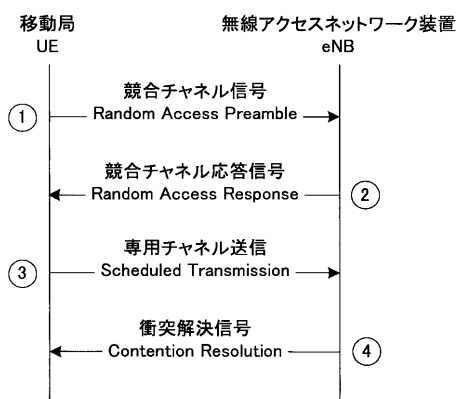 移動局
UE
無線アクセスネットワーク装置
eNB
競合チャネル信号
① Random Access Preamble
競合チャネル応答信号
Random Access Response ②
専用チャネル送信
③ Scheduled Transmission
衝突解決信号
Contention Resolution ④